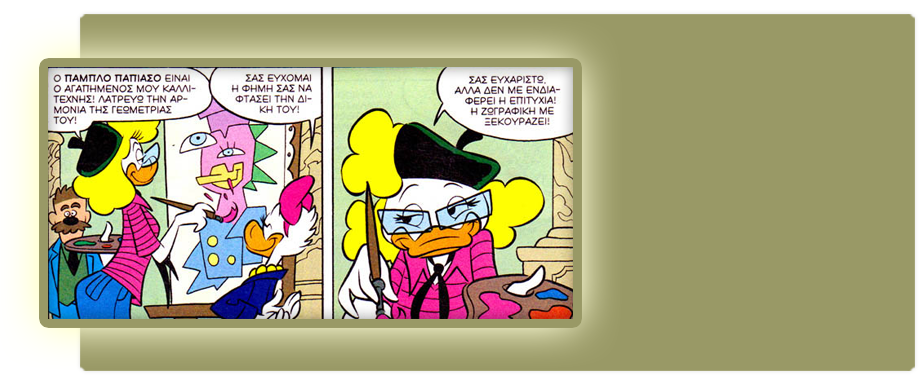 Ο ΠΑΜΠΛΟ ΠΑΠΙΑΣΟ ΕΙΝΑΙ
Ο ΑΓΑΠΗΜΕΝΟΣ ΜΟΥ ΚΑΛΛΙ-
ΤΕΧΝΗΣ! ΛΑΤΡΕΥΩ ΤΗΝ ΑΡ-
ΜΟΝΙΑ ΤΗΣ ΓΕΩΜΕΤΡΙΑΣ
ΤΟΥ!
ΣΑΣ ΕΥΧΟΜΑΙ
Η ΦΗΜΗ ΣΑΣ ΝΑ
ΦΤΑΣΕΙ ΤΗΝ ΔΙ-
ΚΗ ΤΟΥ!
ΣΑΣ ΕΥΧΑΡΙΣΤΩ,
ΑΛΛΑ ΔΕΝ ΜΕ ΕΝΔΙΑ-
ΦΕΡΕΙ Η ΕΠΙΤΥΧΙΑ!
Η ΖΩΓΡΑΦΙΚΗ ΜΕ
ΞΕΚΟΥΡΑΖΕΙ!